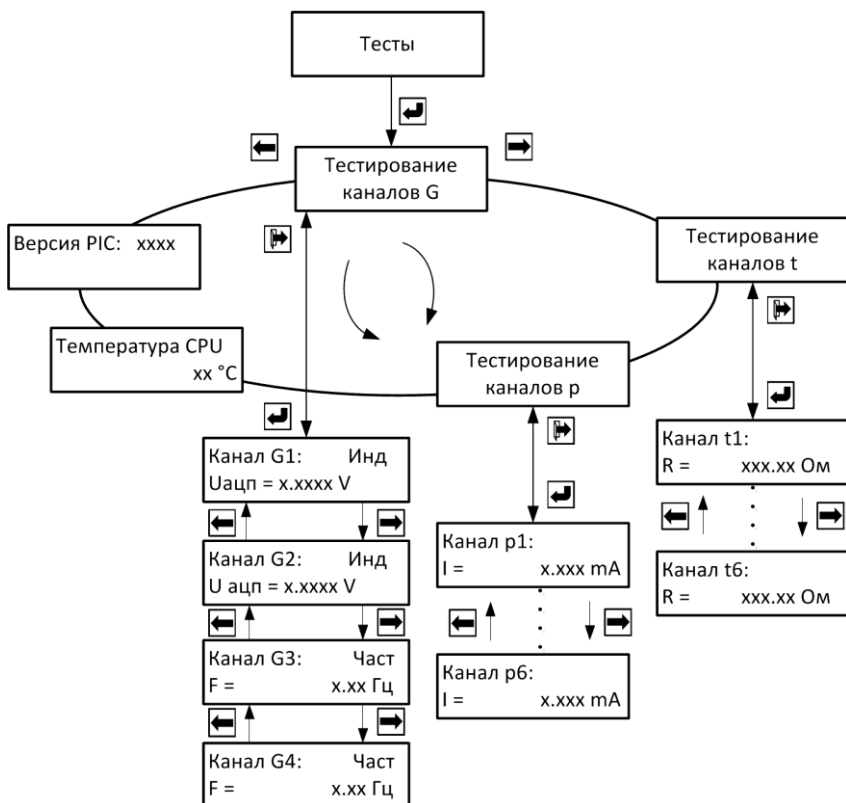 Тесты
Тестирование
каналов G
Версия PIC: xxxx
Тестирование
каналов t
Температура CPU
xx °C
Тестирование
каналов p
Канал G1: Инд
Uацп = x.xxxx V
Канал G2: Инд
U ацп = x.xxxx V
Канал G3: Част
F = x.xx Гц
Канал G4: Част
F = x.xx Гц
Канал p1:
I = x.xxx mA
Канал p6:
I = x.xxx mA
Канал t1:
R = xxx.xx Ом
Канал t6:
R = xxx.xx Ом